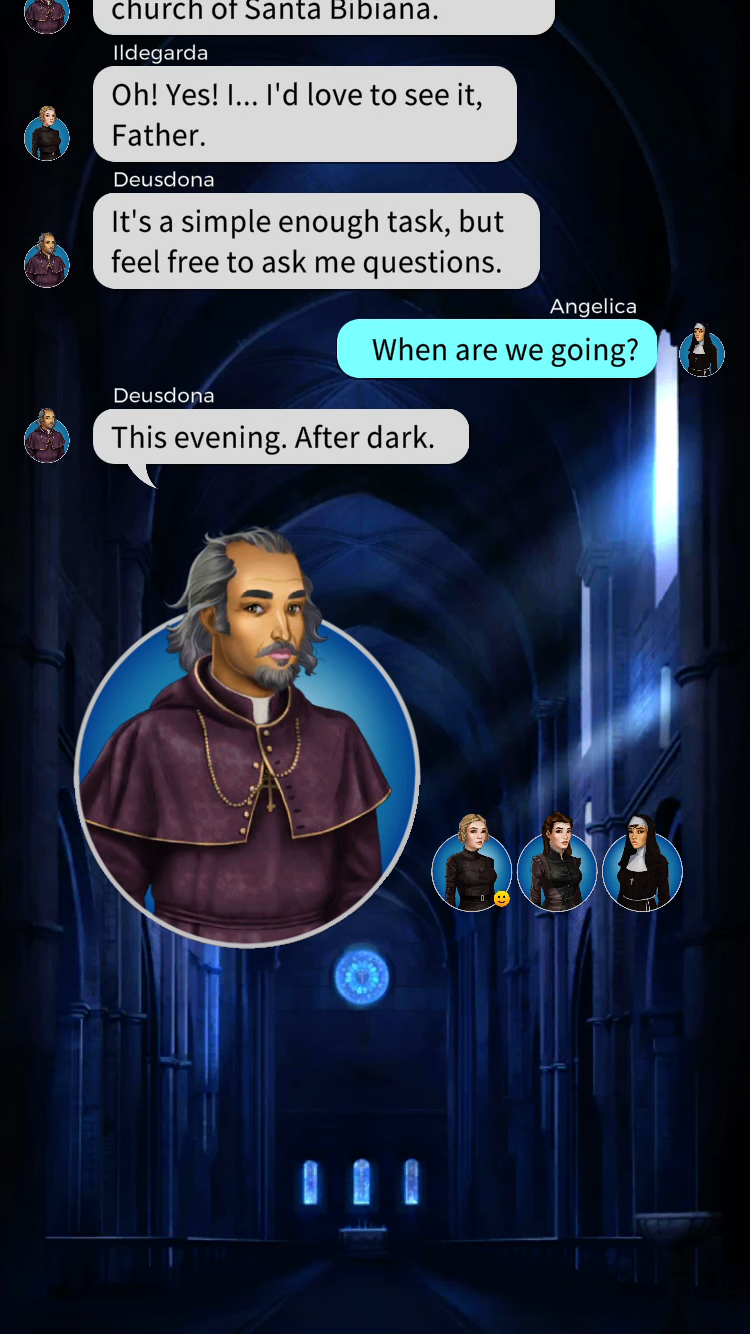 church of Santa Bibiana.
Ildegarda
Oh! Yes! I... I'd love to see it,
Father.
Deusdona
It's a simple enough task, but
feel free to ask me questions.
Angelica
When are we going?
Deusdona
This evening. After dark.